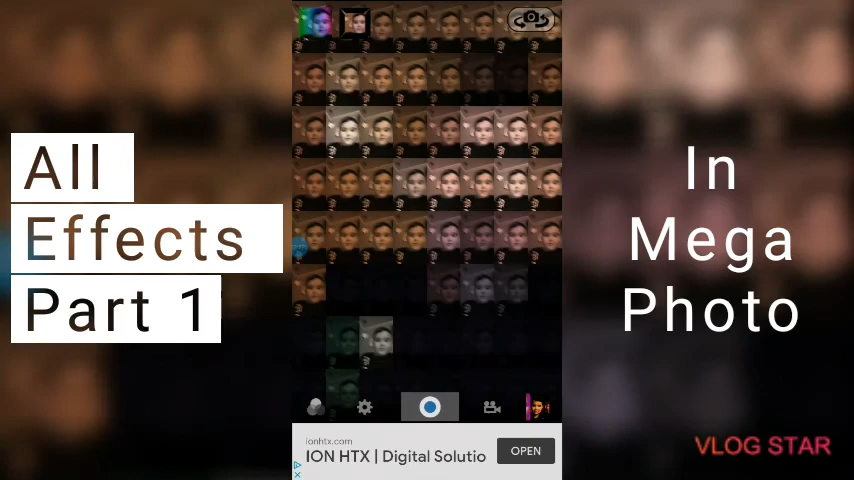 All
Effects
Part 1
In
Mega
Photo
ionhtx.com
ION HTX | Digital Solutio
OPEN
VLOG STAR